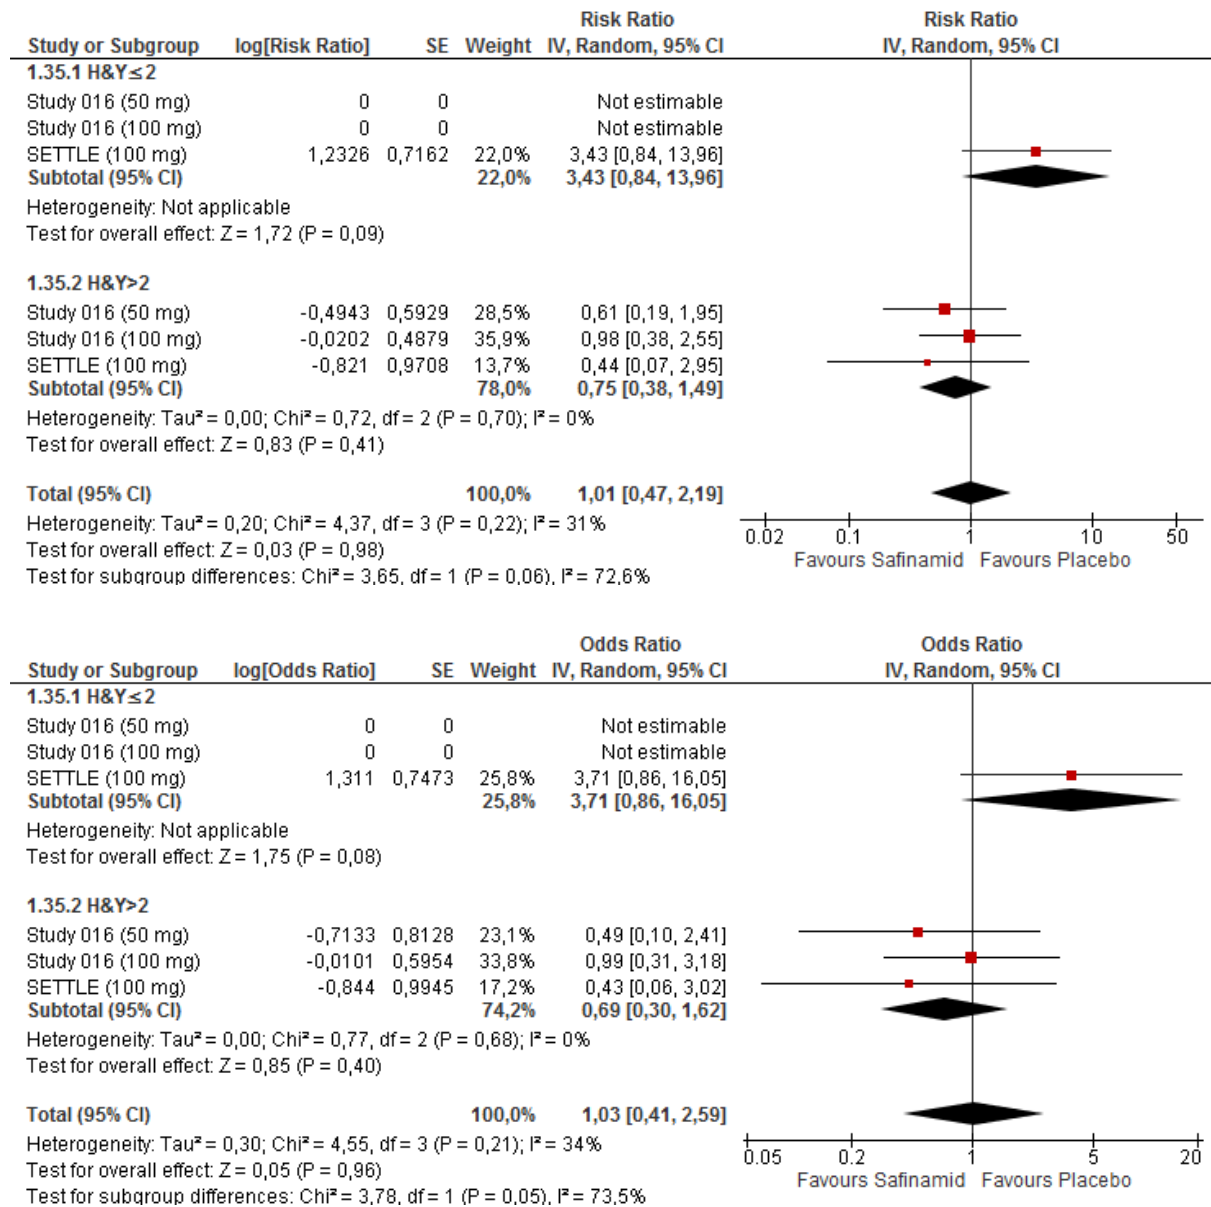 Risk Ratio Risk Ratio
Study or Subgroup log[Risk Ratio] SE Weight IV, Random, 95% CI IV, Random, 95% CI
1.35.1 H&Y≤2
Study 016 (50 mg) 0 0 Not estimable
Study 016 (100 mg) 0 0 Not estimable
SETTLE (100 mg) 1,2326 0,7162 22,0% 3,43 [0,84, 13,96]
Subtotal (95% CI) 22,0% 3,43 [0,84, 13,96]
Heterogeneity: Not applicable
Test for overall effect: Z = 1,72 (P = 0,09)
1.35.2 H&Y>2
Study 016 (50 mg) -0,4943 0,5929 28,5% 0,61 [0,19, 1,95]
Study 016 (100 mg) -0,0202 0,4879 35,9% 0,98 [0,38, 2,55]
SETTLE (100 mg) -0,821 0,9708 13,7% 0,44 [0,07, 2,95]
Subtotal (95% CI) 78,0% 0,75 [0,38, 1,49]
Heterogeneity: Tau² = 0,00; Chi² = 0,72, df = 2 (P = 0,70); I² = 0%
Test for overall effect: Z = 0,83 (P = 0,41)
Total (95% CI) 100,0% 1,01 [0,47, 2,19]
Heterogeneity: Tau² = 0,20; Chi² = 4,37, df = 3 (P = 0,22); I² = 31%
Test for overall effect: Z = 0,03 (P = 0,98)
Test for subgroup differences: Chi² = 3,65, df = 1 (P = 0,06), I² = 72,6%
0.02 0.1 1 10 50
Favours Safinamid Favours Placebo
Odds Ratio Odds Ratio
Study or Subgroup log[Odds Ratio] SE Weight IV, Random, 95% CI IV, Random, 95% CI
1.35.1 H&Y≤2
Study 016 (50 mg) 0 0 Not estimable
Study 016 (100 mg) 0 0 Not estimable
SETTLE (100 mg) 1,311 0,7473 25,8% 3,71 [0,86, 16,05]
Subtotal (95% CI) 25,8% 3,71 [0,86, 16,05]
Heterogeneity: Not applicable
Test for overall effect: Z = 1,75 (P = 0,08)
1.35.2 H&Y>2
Study 016 (50 mg) -0,7133 0,8128 23,1% 0,49 [0,10, 2,41]
Study 016 (100 mg) -0,0101 0,5954 33,8% 0,99 [0,31, 3,18]
SETTLE (100 mg) -0,844 0,9945 17,2% 0,43 [0,06, 3,02]
Subtotal (95% CI) 74,2% 0,69 [0,30, 1,62]
Heterogeneity: Tau² = 0,00; Chi² = 0,77, df = 2 (P = 0,68); I² = 0%
Test for overall effect: Z = 0,85 (P = 0,40)
Total (95% CI) 100,0% 1,03 [0,41, 2,59]
Heterogeneity: Tau² = 0,30; Chi² = 4,55, df = 3 (P = 0,21); I² = 34%
Test for overall effect: Z = 0,05 (P = 0,96)
Test for subgroup differences: Chi² = 3,78, df = 1 (P = 0,05), I² = 73,5%
0.05 0.2 1 5 20
Favours Safinamid Favours Placebo